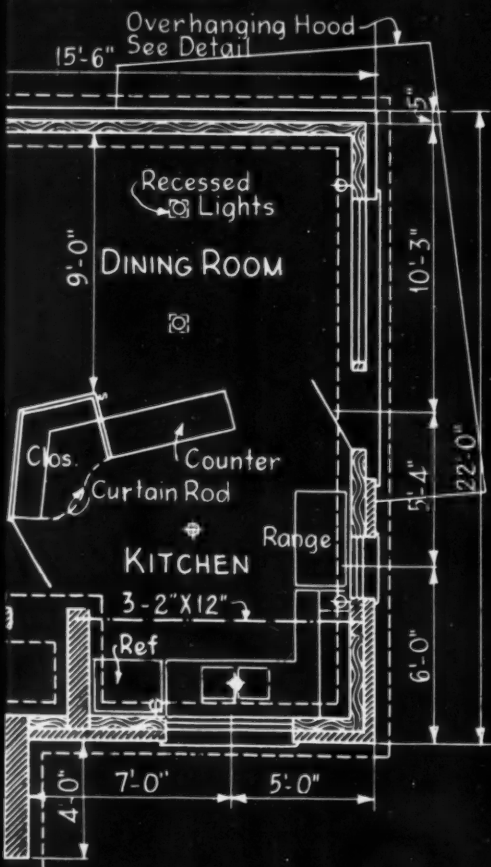 Overhanging Hood
See Detail
15'-6"
5"
Recessed
Lights
9'-0"
DINING ROOM
10'-3"
Clos.
Counter
Curtain Rod
5'-4"
22'-0"
KITCHEN
Range
3-2"X12"
Ref
6'-0"
7'-0"
5'-0"
4'-0"